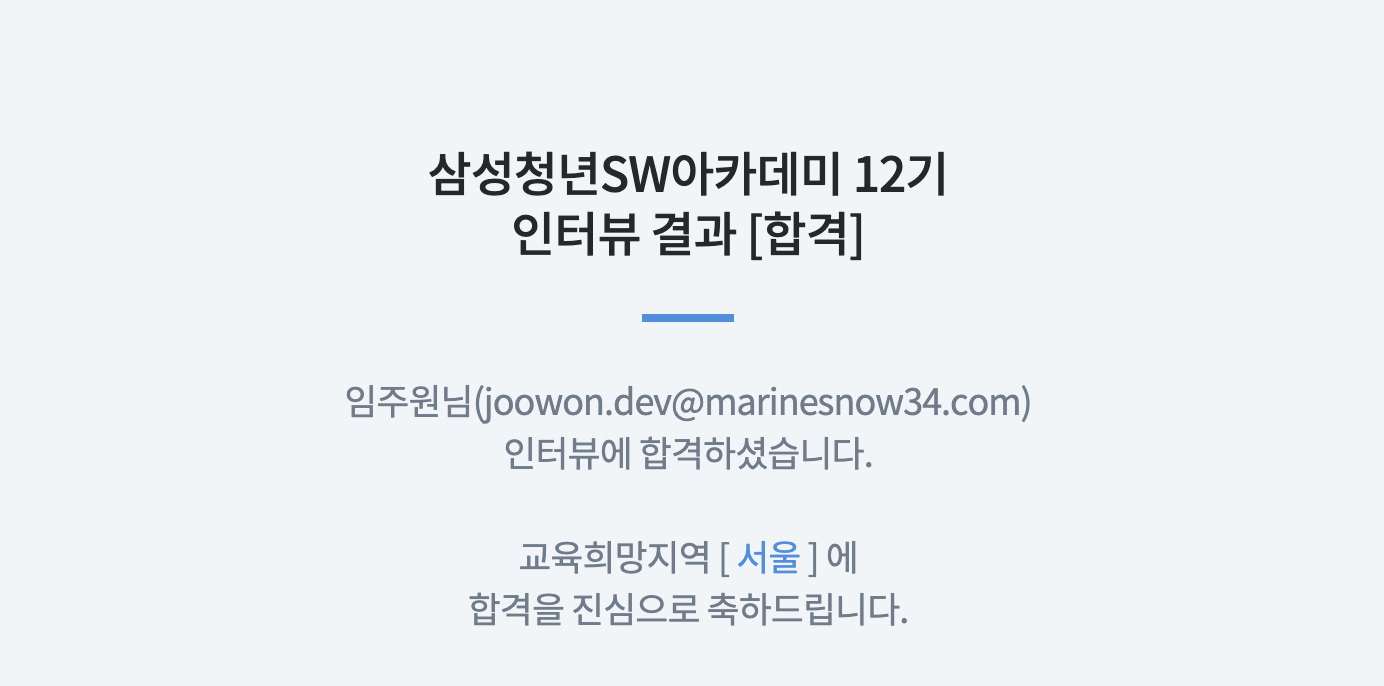 삼성청년SW아카데미 12기
인터뷰 결과 [합격]
임주원님(joowon.dev@marinesnow34.com)
인터뷰에 합격하셨습니다.
교육희망지역 [ 서울 ] 에
합격을 진심으로 축하드립니다.